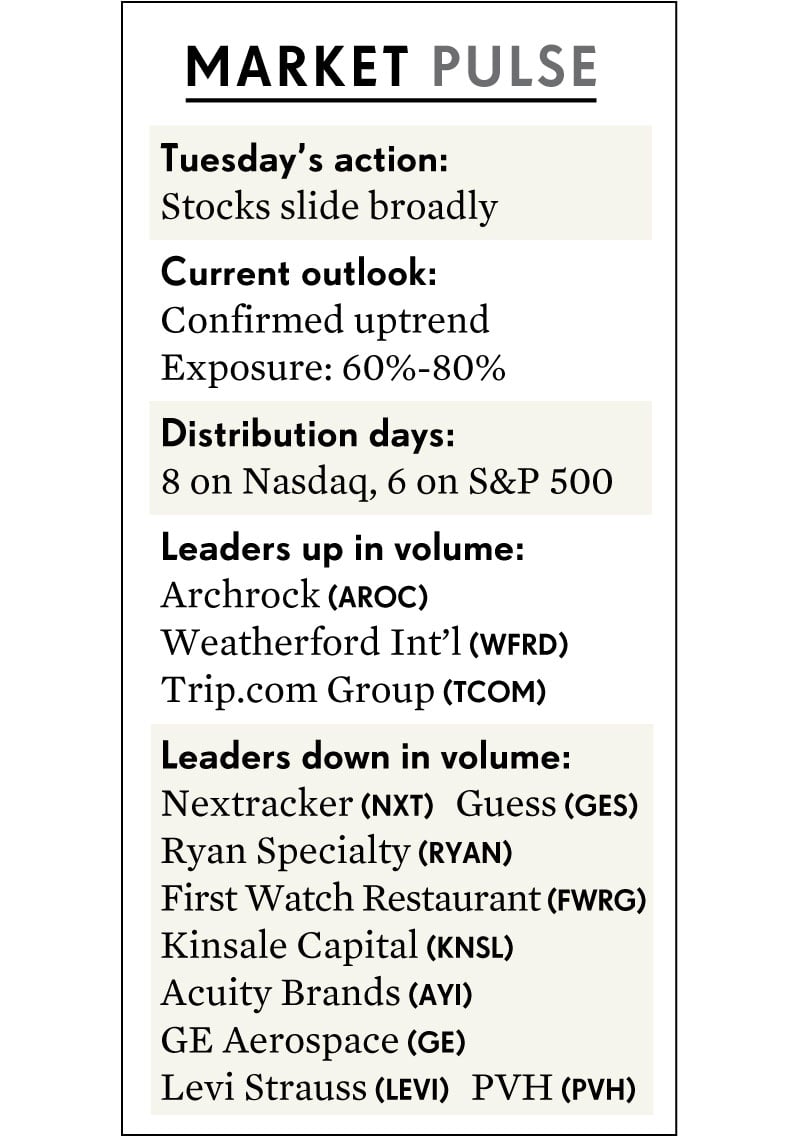 MARKET PULSE
Tuesday’s action:
Stocks slide broadly
Current outlook:
Confirmed uptrend
Exposure: 60%-80%
Distribution days:
8 on Nasdaq, 6 on S&P 500
Leaders up in volume:
Archrock (AROC)
Weatherford Int’l (WFRD)
Trip.com Group (TCOM)
Leaders down in volume:
Nextracker (NXT) Guess (GES)
Ryan Specialty (RYAN)
First Watch Restaurant (FWRG)
Kinsale Capital (KNSL)
Acuity Brands (AYI)
GE Aerospace (GE)
Levi Strauss (LEVI) PVH (PVH)